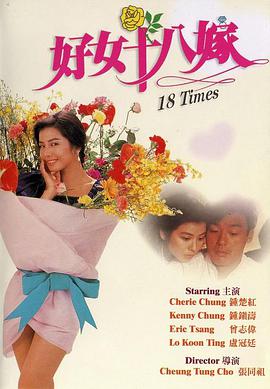 好女十八嫁
18 Times
Starring 主演
Cherie Chung 鍾楚紅
Kenny Chung 鍾鎮濤
Eric Tsang 曾志偉
Lo Koon Ting 盧冠廷
Director 導演
Cheung Tung Cho 張同祖